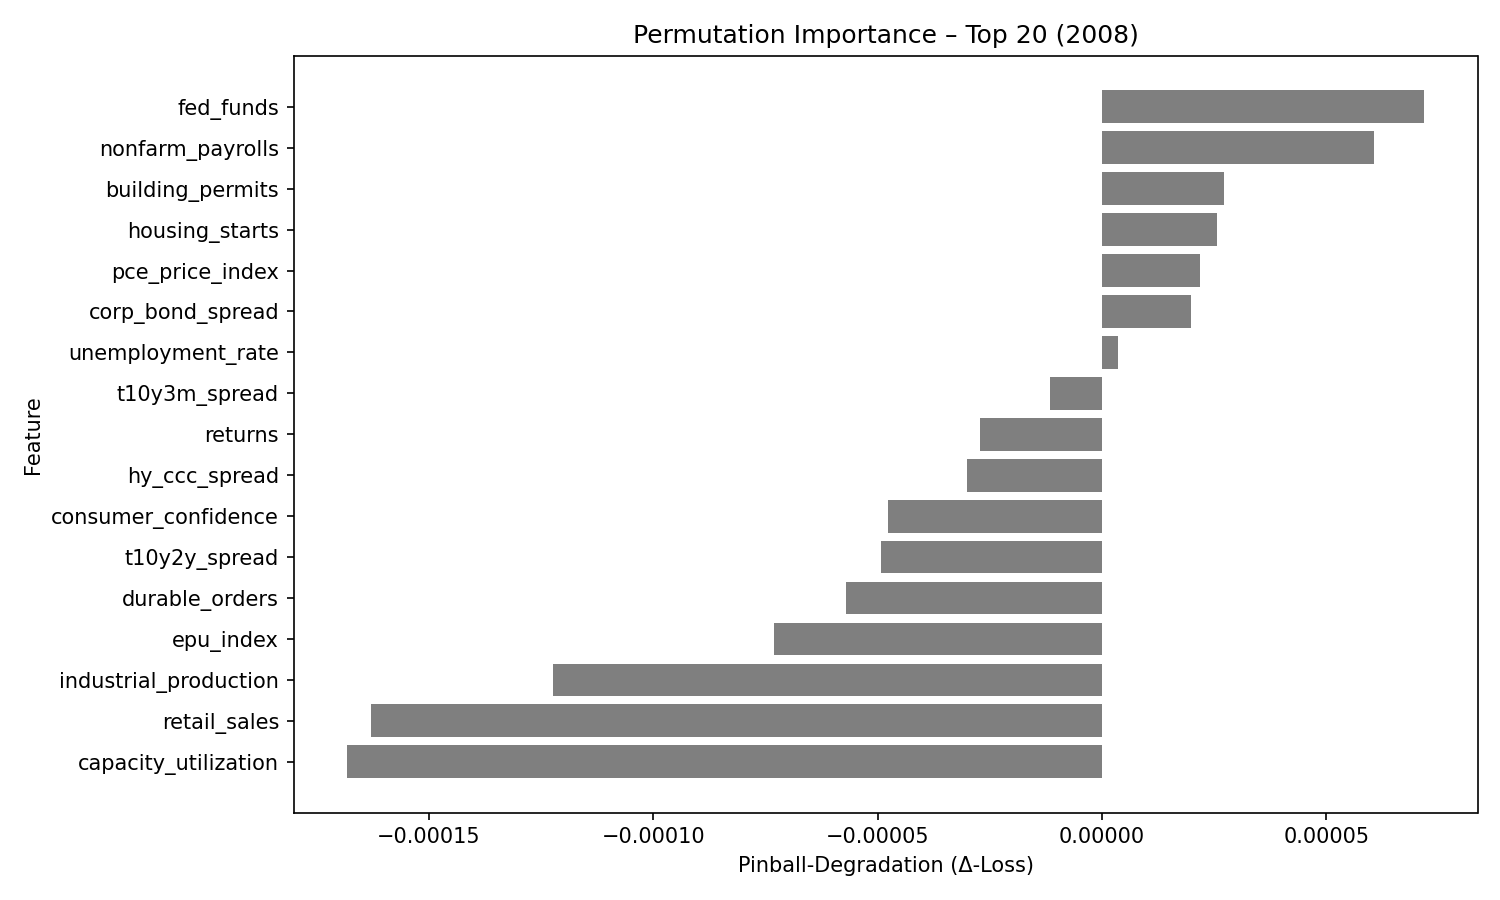 Permutation Importance – Top 20 (2008)
Feature
fed_funds
nonfarm_payrolls
building_permits
housing_starts
pce_price_index
corp_bond_spread
unemployment_rate
t10y3m_spread
returns
hy_ccc_spread
consumer_confidence
t10y2y_spread
durable_orders
epu_index
industrial_production
retail_sales
capacity_utilization
−0.00015 −0.00010 −0.00005 0.00000 0.00005
Pinball-Degradation (Δ-Loss)